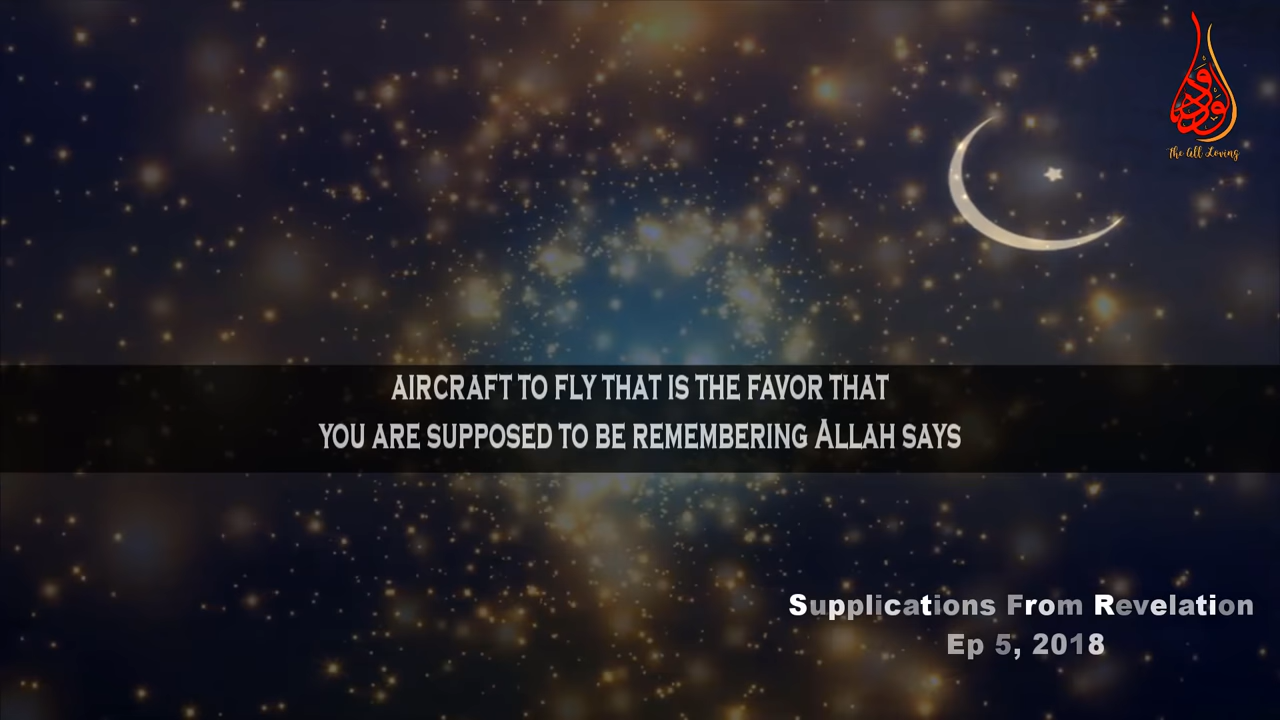 الودود
The All Loving
AIRCRAFT TO FLY THAT IS THE FAVOR THAT
YOU ARE SUPPOSED TO BE REMEMBERING ALLAH SAYS
Supplications From Revelation
Ep 5, 2018